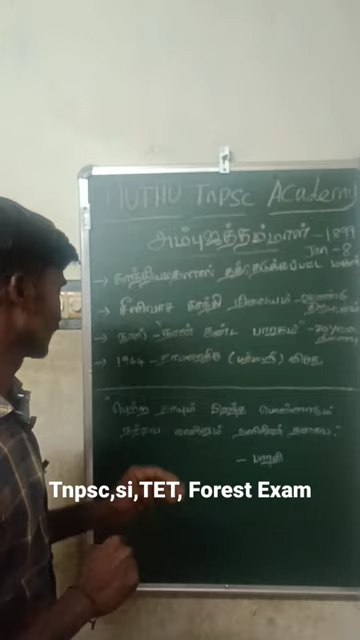 MUTHU Tnpsc Academy
அம்புஜத்தம்மாள் - 1899
Jan - 8
→ காந்தியடிகளால் தத்தெடுக்கப்பட்ட மகள்
→ சீனிவாச காந்தி நிலையம் -
→ நூல் - "நான் கண்ட பாரதம்" -
→ 1964 - தாமரைத்திரு (பத்மஸ்ரீ) விருது
"பெற்ற தாயும் பிறந்த பொன்னாடும்
நற்றவ வானினும் நனிசிறந் தனவே."
- பாரதி
Tnpsc,si,TET, Forest Exam